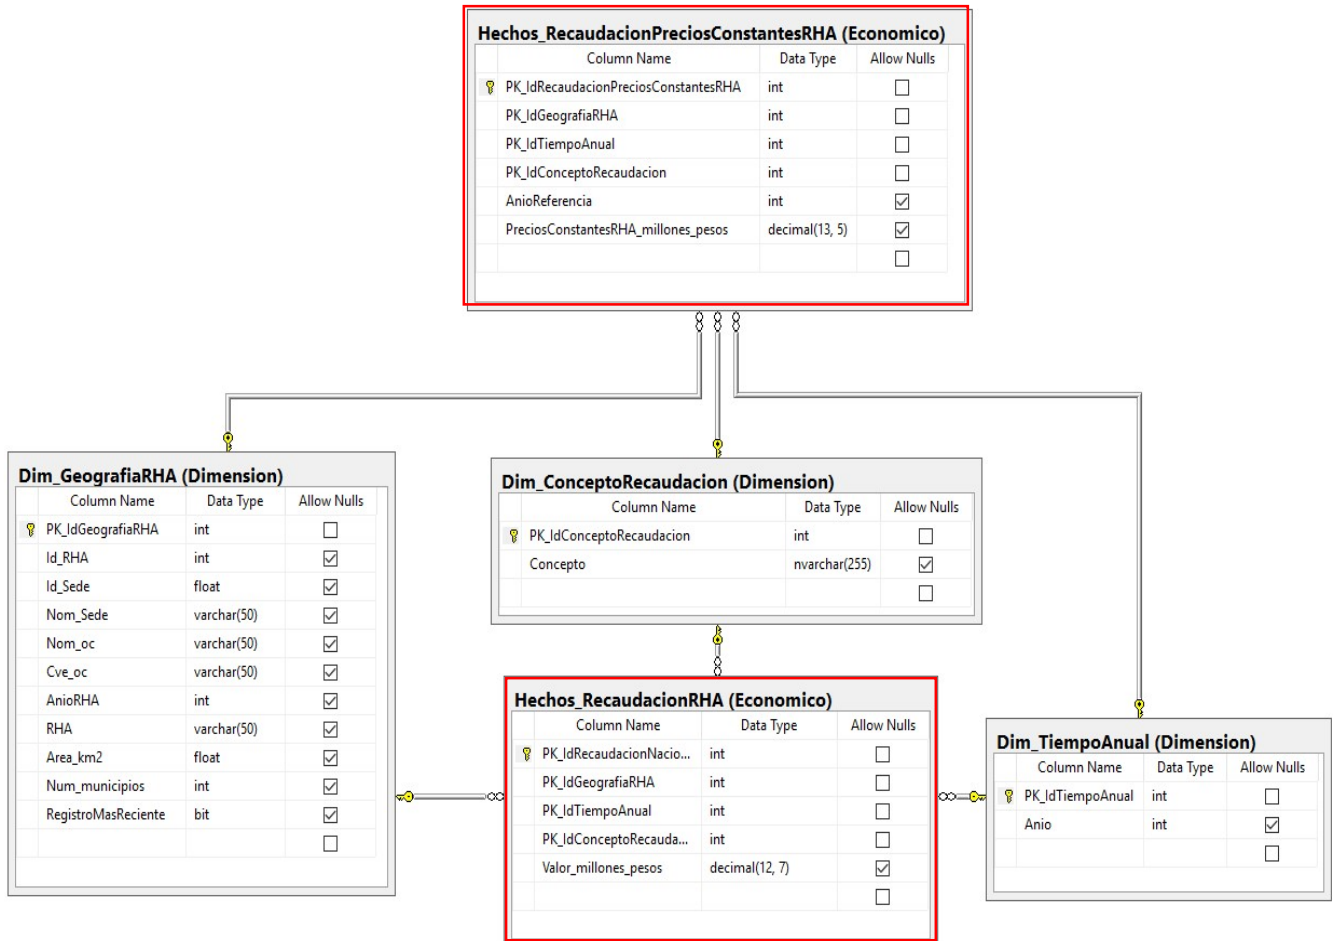 Hechos_RecaudacionPreciosConstantesRHA (Economico)
Column Name Data Type Allow Nulls
PK_IdRecaudacionPreciosConstantesRHA int
PK_IdGeografiaRHA int
PK_IdTiempoAnual int
PK_IdConceptoRecaudacion int
AnioReferencia int
PreciosConstantesRHA_millones_pesos decimal(13, 5)
Dim_GeografiaRHA (Dimension)
Column Name Data Type Allow Nulls
PK_IdGeografiaRHA int
Id_RHA int
Id_Sede float
Nom_Sede varchar(50)
Nom_oc varchar(50)
Cve_oc varchar(50)
AnioRHA int
RHA varchar(50)
Area_km2 float
Num_municipios int
RegistroMasReciente bit
Dim_ConceptoRecaudacion (Dimension)
Column Name Data Type Allow Nulls
PK_IdConceptoRecaudacion int
Concepto nvarchar(255)
Hechos_RecaudacionRHA (Economico)
Column Name Data Type Allow Nulls
PK_IdRecaudacionNacio... int
PK_IdGeografiaRHA int
PK_IdTiempoAnual int
PK_IdConceptoRecauda... int
Valor_millones_pesos decimal(12, 7)
Dim_TiempoAnual (Dimension)
Column Name Data Type Allow Nulls
PK_IdTiempoAnual int
Anio int